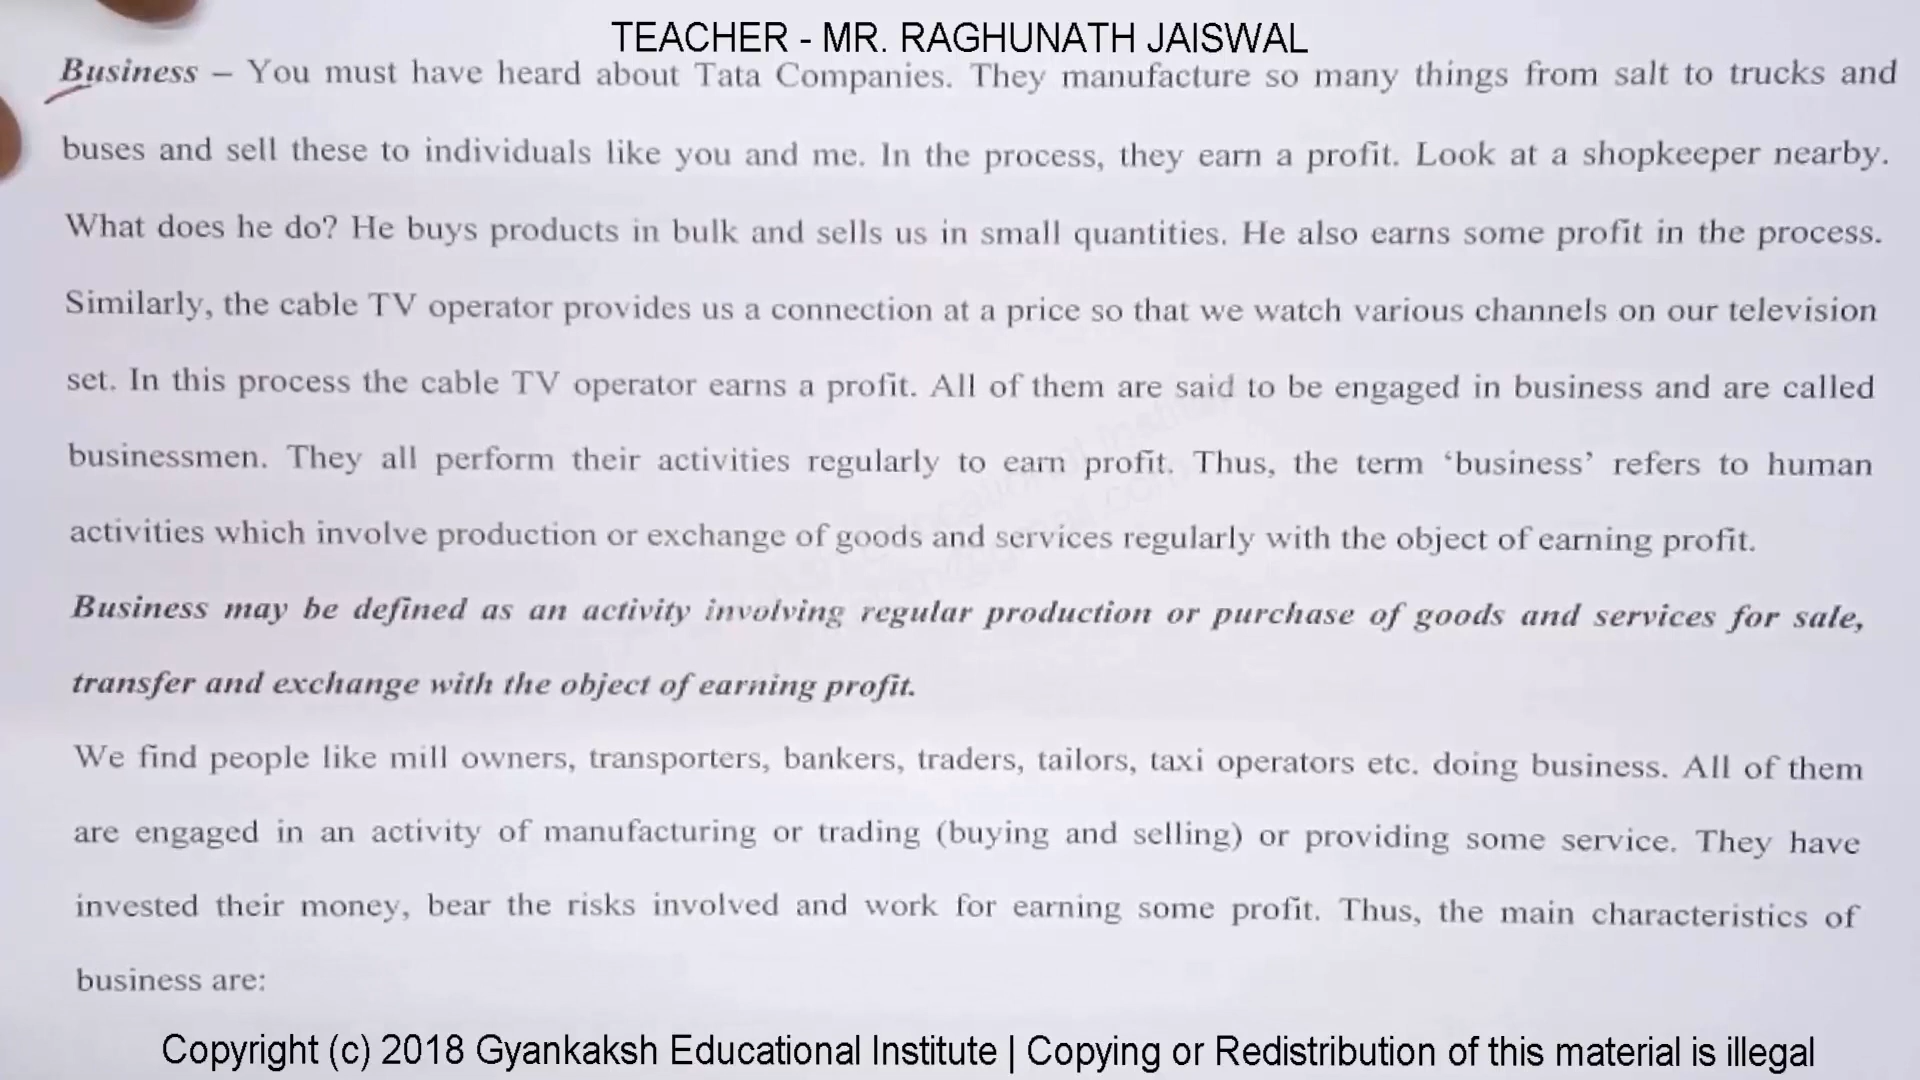 TEACHER - MR. RAGHUNATH JAISWAL
Business – You must have heard about Tata Companies. They manufacture so many things from salt to trucks and
buses and sell these to individuals like you and me. In the process, they earn a profit. Look at a shopkeeper nearby.
What does he do? He buys products in bulk and sells us in small quantities. He also earns some profit in the process.
Similarly, the cable TV operator provides us a connection at a price so that we watch various channels on our television
set. In this process the cable TV operator earns a profit. All of them are said to be engaged in business and are called
businessmen. They all perform their activities regularly to earn profit. Thus, the term ‘business’ refers to human
activities which involve production or exchange of goods and services regularly with the object of earning profit.
Business may be defined as an activity involving regular production or purchase of goods and services for sale,
transfer and exchange with the object of earning profit.
We find people like mill owners, transporters, bankers, traders, tailors, taxi operators etc. doing business. All of them
are engaged in an activity of manufacturing or trading (buying and selling) or providing some service. They have
invested their money, bear the risks involved and work for earning some profit. Thus, the main characteristics of
business are:
Copyright (c) 2018 Gyankaksh Educational Institute | Copying or Redistribution of this material is illegal